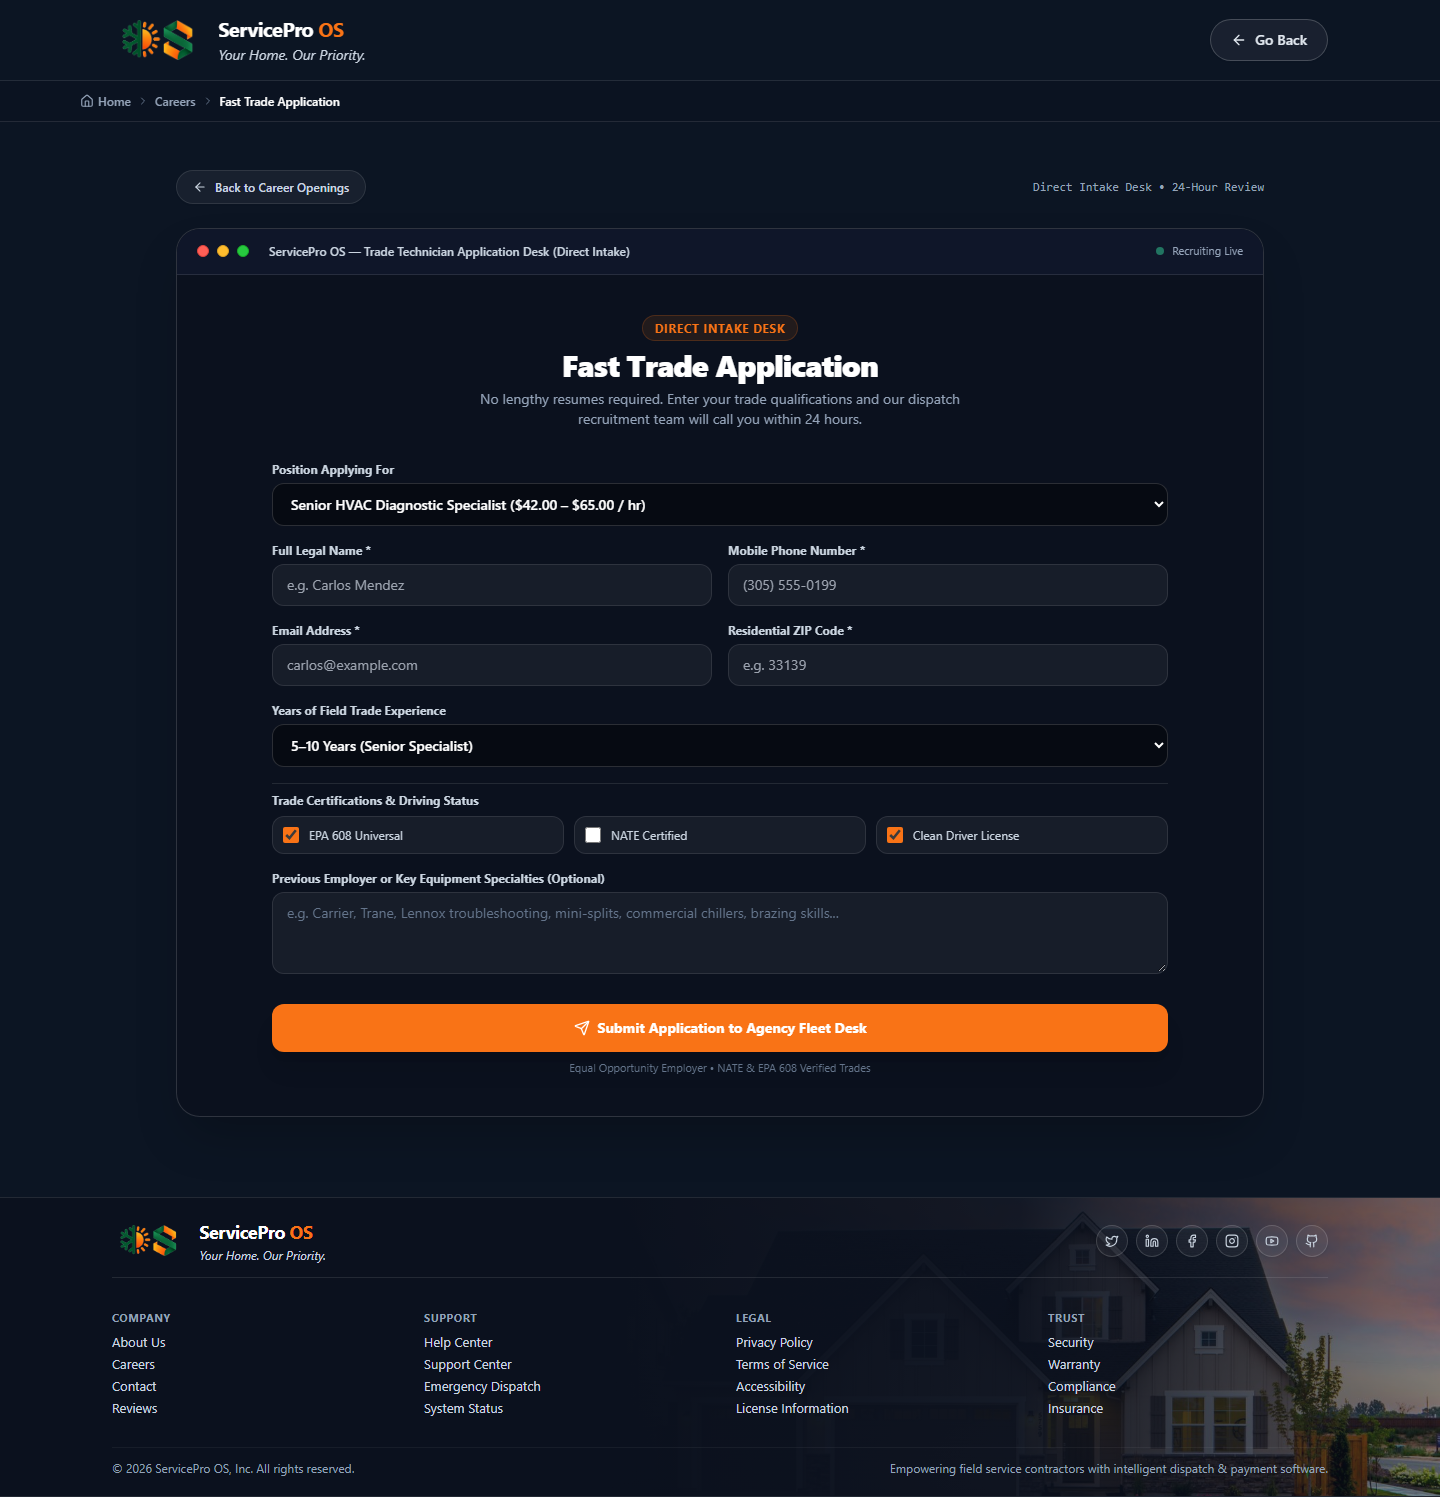 ServicePro OS
Your Home. Our Priority.
Go Back
Home
Careers
Fast Trade Application
Back to Career Openings
Direct Intake Desk • 24-Hour Review
ServicePro OS — Trade Technician Application Desk (Direct Intake)
Recruiting Live
DIRECT INTAKE DESK
Fast Trade Application
No lengthy resumes required. Enter your trade qualifications and our dispatch
recruitment team will call you within 24 hours.
Position Applying For
Senior HVAC Diagnostic Specialist ($42.00 – $65.00 / hr)
Full Legal Name *
Mobile Phone Number *
e.g. Carlos Mendez
(305) 555-0199
Email Address *
Residential ZIP Code *
carlos@example.com
e.g. 33139
Years of Field Trade Experience
5–10 Years (Senior Specialist)
Trade Certifications & Driving Status
EPA 608 Universal
NATE Certified
Clean Driver License
Previous Employer or Key Equipment Specialties (Optional)
e.g. Carrier, Trane, Lennox troubleshooting, mini-splits, commercial chillers, brazing skills...
Submit Application to Agency Fleet Desk
Equal Opportunity Employer • NATE & EPA 608 Verified Trades
ServicePro OS
Your Home. Our Priority.
COMPANY
About Us
Careers
Contact
Reviews
SUPPORT
Help Center
Support Center
Emergency Dispatch
System Status
LEGAL
Privacy Policy
Terms of Service
Accessibility
License Information
TRUST
Security
Warranty
Compliance
Insurance
© 2026 ServicePro OS, Inc. All rights reserved.
Empowering field service contractors with intelligent dispatch & payment software.